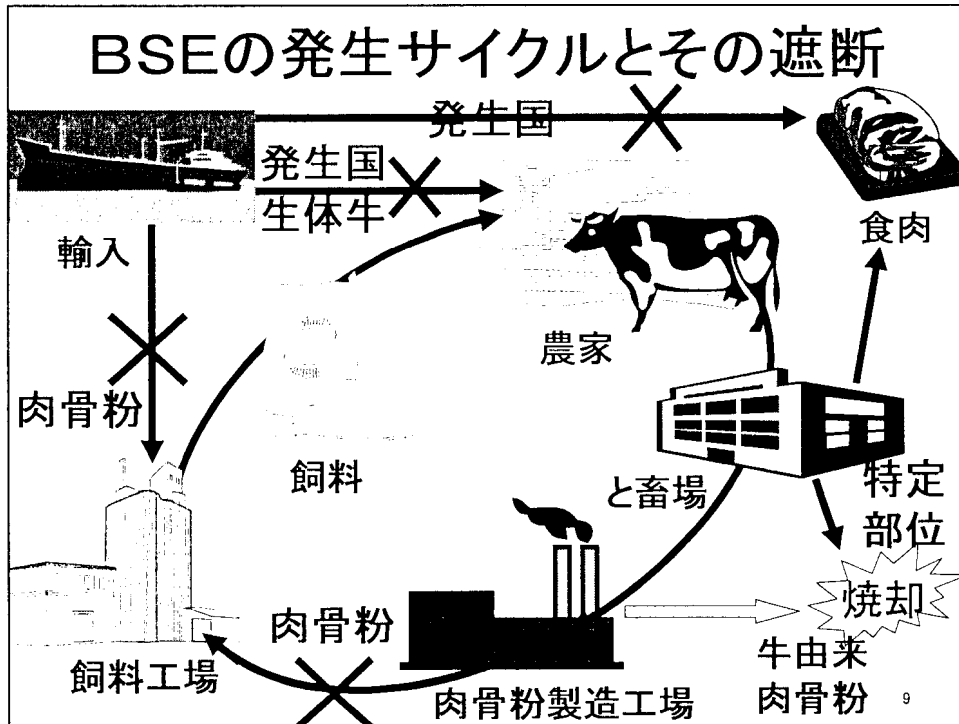 BSEの発生サイクルとその遮断
発生国
発生国
生体牛
輸入
食肉
農家
肉骨粉
飼料
と畜場
特定
部位
焼却
肉骨粉
飼料工場
肉骨粉製造工場
牛由来
肉骨粉
9